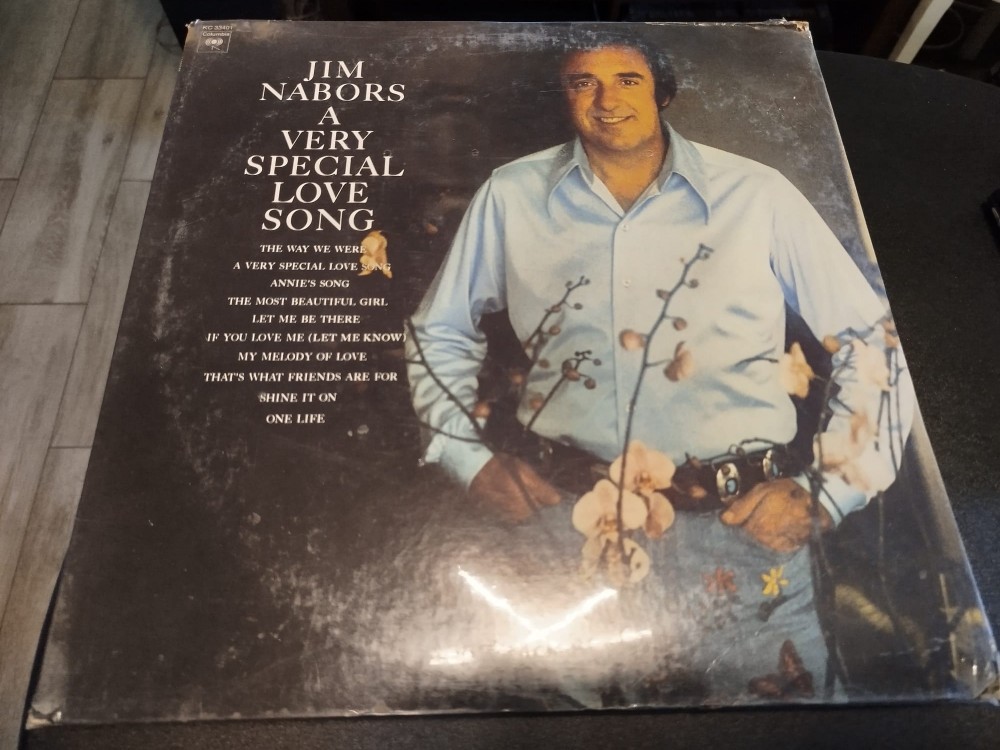 KC 33401
Columbia
JIM
NABORS
A
VERY
SPECIAL
LOVE
SONG
THE WAY WE WERE
A VERY SPECIAL LOVE SONG
ANNIE'S SONG
THE MOST BEAUTIFUL GIRL
LET ME BE THERE
IF YOU LOVE ME (LET ME KNOW)
MY MELODY OF LOVE
THAT'S WHAT FRIENDS ARE FOR
SHINE IT ON
ONE LIFE